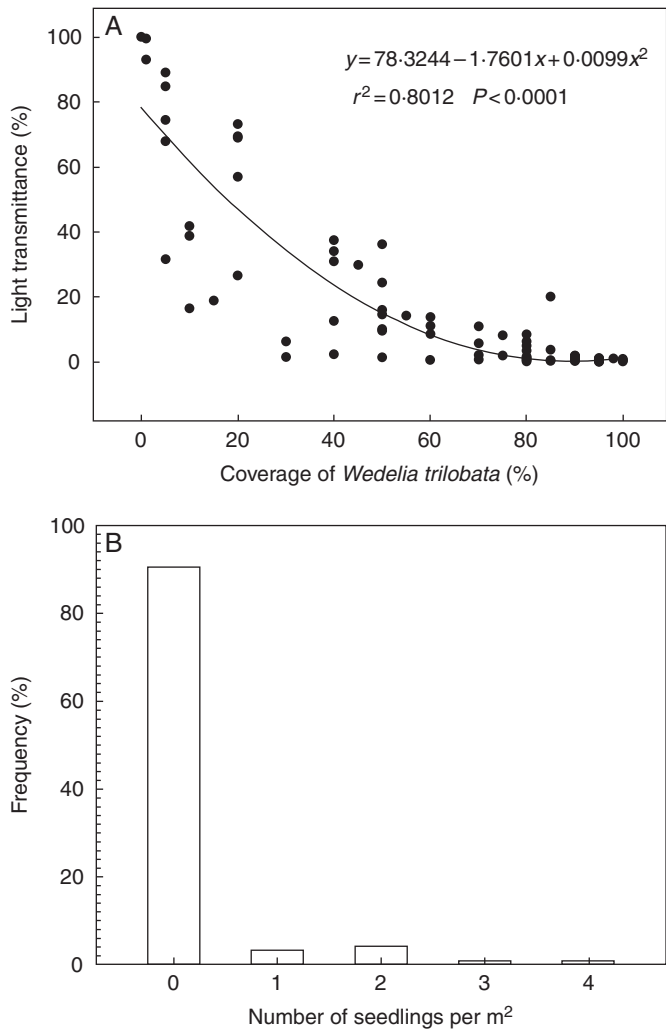 A
y=78·3244−1·7601x+0·0099x²
r²=0·8012 P<0·0001
Light transmittance (%)
100
80
60
40
20
0
0 20 40 60 80 100
Coverage of Wedelia trilobata (%)
B
Frequency (%)
100
80
60
40
20
0
0 1 2 3 4
Number of seedlings per m²